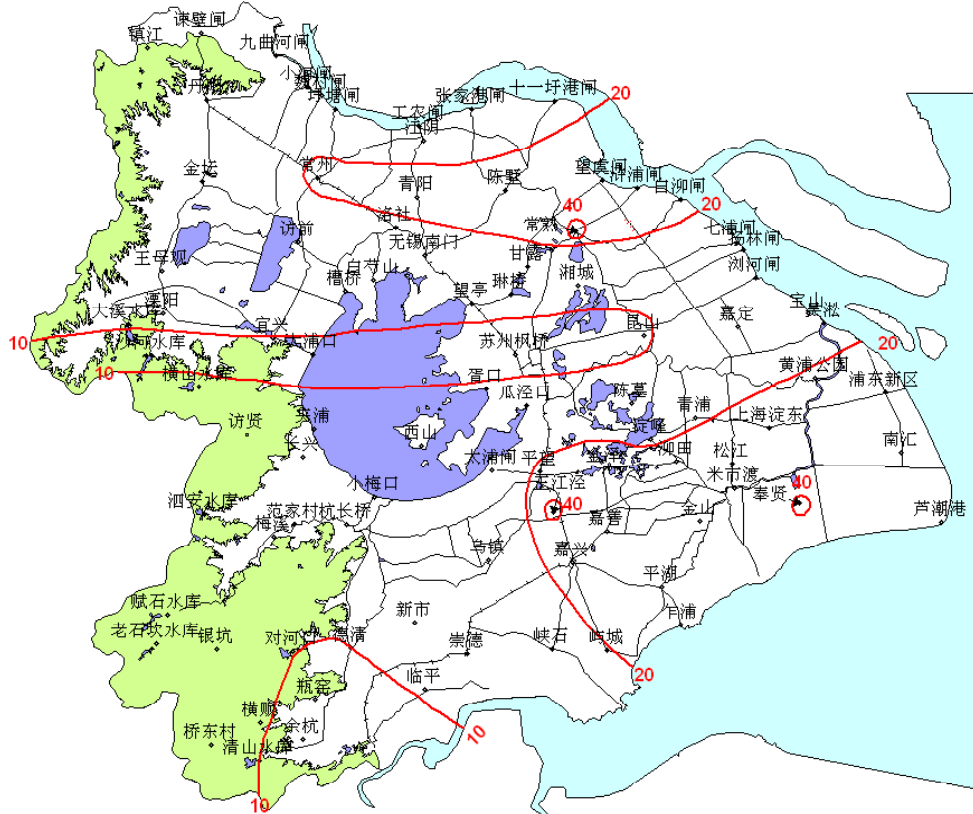 谏壁闸
镇江
九曲河闸
小河闸
魏村闸
丹阳
圩塘闸
工农闸
江阴
张家港闸
十一圩港闸
20
金坛
常州
青阳
陈墅
望虞闸
浒浦闸
白泖闸
20
40
常熟
洛社
七浦闸
杨林闸
访前
无锡南门
甘露
浏河闸
王母观
白芍山
槽桥
琳桥
湘城
望亭
溧阳
大溪水库
宜兴
宝山
吴淞
嘉定
昆山
10
沙河水库
大浦口
苏州枫桥
20
10
横山水库
胥口
黄浦公园
浦东新区
瓜泾口
陈墓
访贤
夹浦
西山
青浦
上海淀东
淀峰
南汇
长兴
太浦闸
平望
金泽
泖甸
松江
米市渡
小梅口
王江泾
40
奉贤
40
泗安水库
范家村
杭长桥
梅溪
嘉善
金山
芦潮港
乌镇
嘉兴
平湖
赋石水库
新市
乍浦
老石坎水库
银坑
对河口
德清
崇德
峡石
屿城
20
瓶窑
临平
横畈
桥东村
余杭
清山水库
10
10